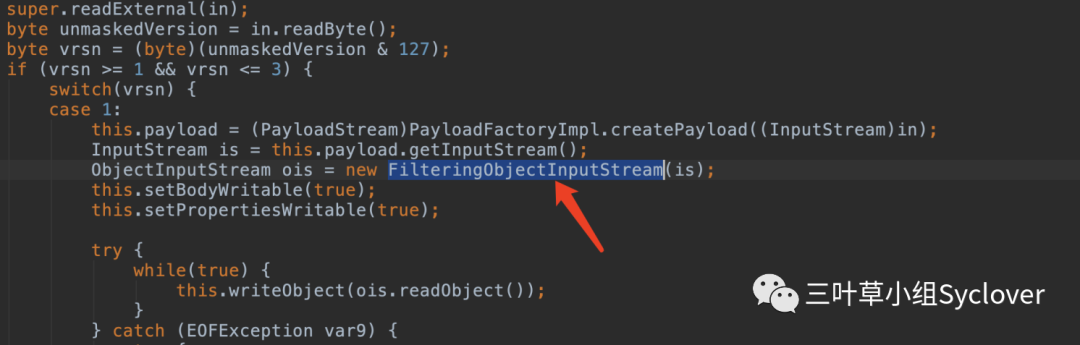 super.readExternal(in);
byte unmaskedVersion = in.readByte();
byte vrsn = (byte)(unmaskedVersion & 127);
if (vrsn >= 1 && vrsn <= 3) {
    switch(vrsn) {
    case 1:
        this.payload = (PayloadStream)PayloadFactoryImpl.createPayload((InputStream)in);
        InputStream is = this.payload.getInputStream();
        ObjectInputStream ois = new FilteringObjectInputStream(is);
        this.setBodyWritable(true);
        this.setPropertiesWritable(true);

        try {
            while(true) {
                this.writeObject(ois.readObject());
            }
        } catch (EOFException var9) {
三叶草小组Syclover